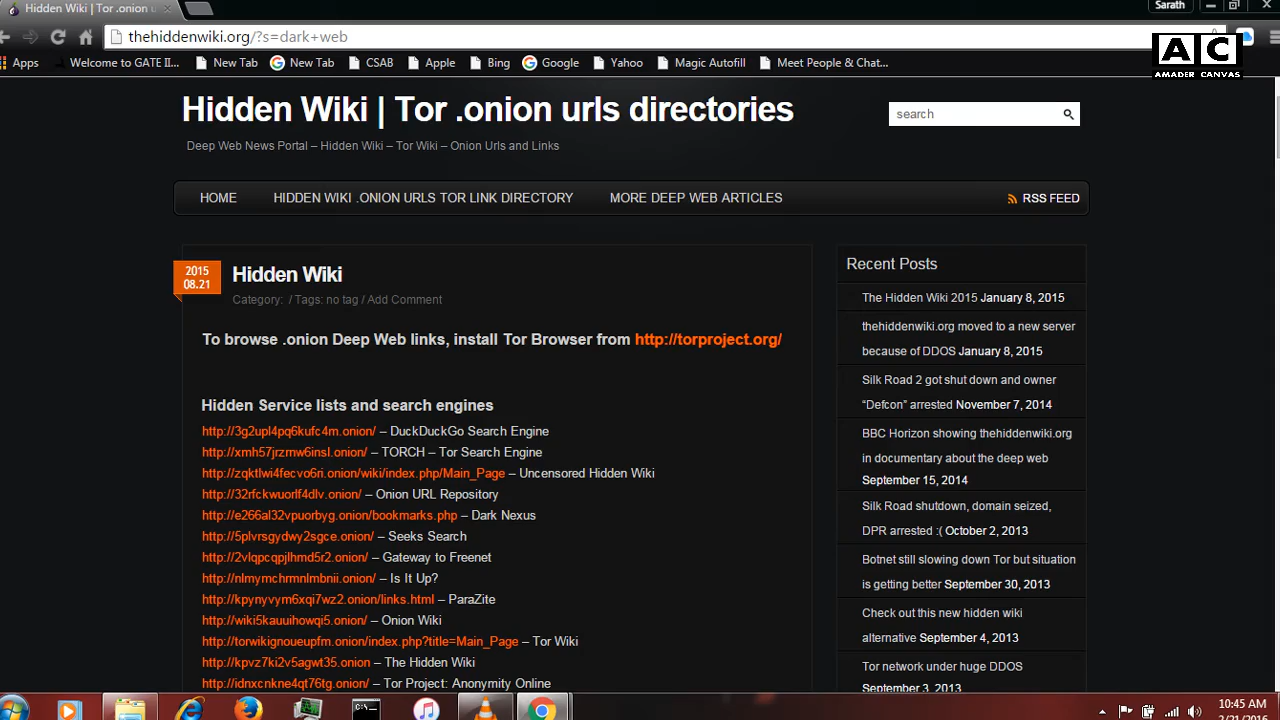 Hidden Wiki | Tor .onion u
Sarath
thehiddenwiki.org/?s=dark+web
Apps
Welcome to GATE II...
New Tab
New Tab
CSAB
Apple
Bing
Google
Yahoo
Magic Autofill
Meet People & Chat...
AC
AMADER CANVAS
Hidden Wiki | Tor .onion urls directories
search
Deep Web News Portal – Hidden Wiki – Tor Wiki – Onion Urls and Links
HOME
HIDDEN WIKI .ONION URLS TOR LINK DIRECTORY
MORE DEEP WEB ARTICLES
RSS FEED
2015
08.21
Hidden Wiki
Category: / Tags: no tag / Add Comment
To browse .onion Deep Web links, install Tor Browser from http://torproject.org/
Hidden Service lists and search engines
http://3g2upl4pq6kufc4m.onion/ – DuckDuckGo Search Engine
http://xmh57jrzrnw6insl.onion/ – TORCH – Tor Search Engine
http://zqktlwi4fecvo6ri.onion/wiki/index.php/Main_Page – Uncensored Hidden Wiki
http://32rfckwuorlf4dlv.onion/ – Onion URL Repository
http://e266al32vpuorbyg.onion/bookmarks.php – Dark Nexus
http://5plvrsgydwy2sgce.onion/ – Seeks Search
http://2vlqpcqpjlhmd5r2.onion/ – Gateway to Freenet
http://nlmymchrmnlmbnii.onion/ – Is It Up?
http://kpynyvym6xqi7wz2.onion/links.html – ParaZite
http://wiki5kauuihowqi5.onion/ – Onion Wiki
http://torwikignoueupfm.onion/index.php?title=Main_Page – Tor Wiki
http://kpvz7ki2v5agwt35.onion – The Hidden Wiki
http://idnxcnkne4qt76tg.onion/ – Tor Project: Anonymity Online
Recent Posts
The Hidden Wiki 2015 January 8, 2015
thehiddenwiki.org moved to a new server
because of DDOS January 8, 2015
Silk Road 2 got shut down and owner
“Defcon” arrested November 7, 2014
BBC Horizon showing thehiddenwiki.org
in documentary about the deep web
September 15, 2014
Silk Road shutdown, domain seized,
DPR arrested :( October 2, 2013
Botnet still slowing down Tor but situation
is getting better September 30, 2013
Check out this new hidden wiki
alternative September 4, 2013
Tor network under huge DDOS
September 3, 2013
10:45 AM
2/21/2016